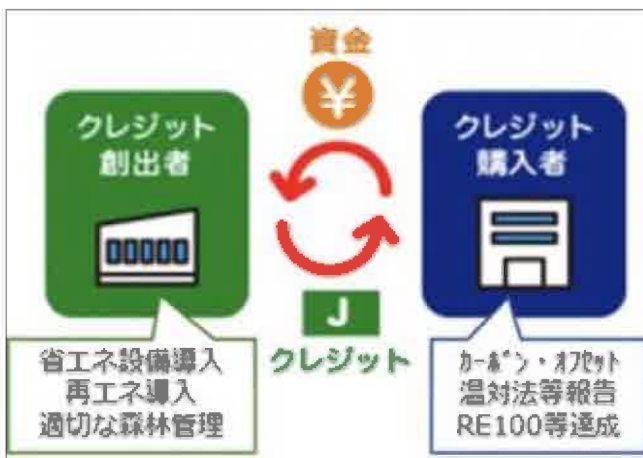 資金
¥
クレジット
創出者
クレジット
購入者
J
クレジット
省エネ設備導入
再エネ導入
適切な森林管理
カーボン・オフセット
温対法等報告
RE100等達成